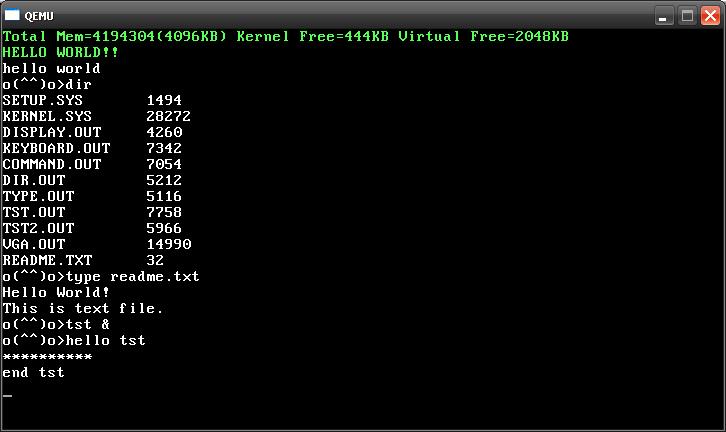 QEMU
Total Mem=4194304(4096KB) Kernel Free=444KB Virtual Free=2048KB
HELLO WORLD!!
hello world
o(^^)o>dir
SETUP.SYS       1494
KERNEL.SYS      28272
DISPLAY.OUT     4260
KEYBOARD.OUT    7342
COMMAND.OUT     7054
DIR.OUT         5212
TYPE.OUT        5116
TST.OUT         7758
TST2.OUT        5966
VGA.OUT         14990
README.TXT      32
o(^^)o>type readme.txt
Hello World!
This is text file.
o(^^)o>tst &
o(^^)o>hello tst
**********
end tst
_